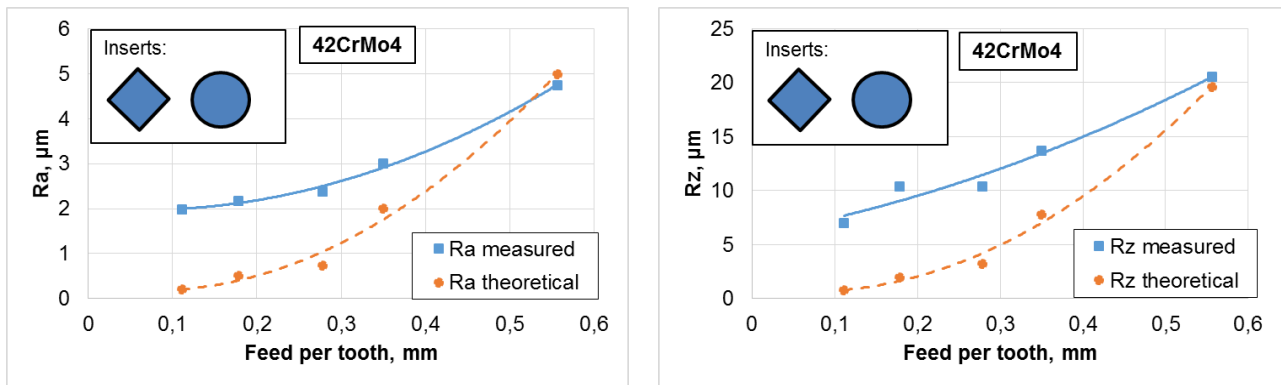 Inserts:
42CrMo4
Ra, µm
6
5
4
3
2
1
0
Ra measured
Ra theoretical
0 0,1 0,2 0,3 0,4 0,5 0,6
Feed per tooth, mm
Inserts:
42CrMo4
Rz, µm
25
20
15
10
5
0
Rz measured
Rz theoretical
0 0,1 0,2 0,3 0,4 0,5 0,6
Feed per tooth, mm